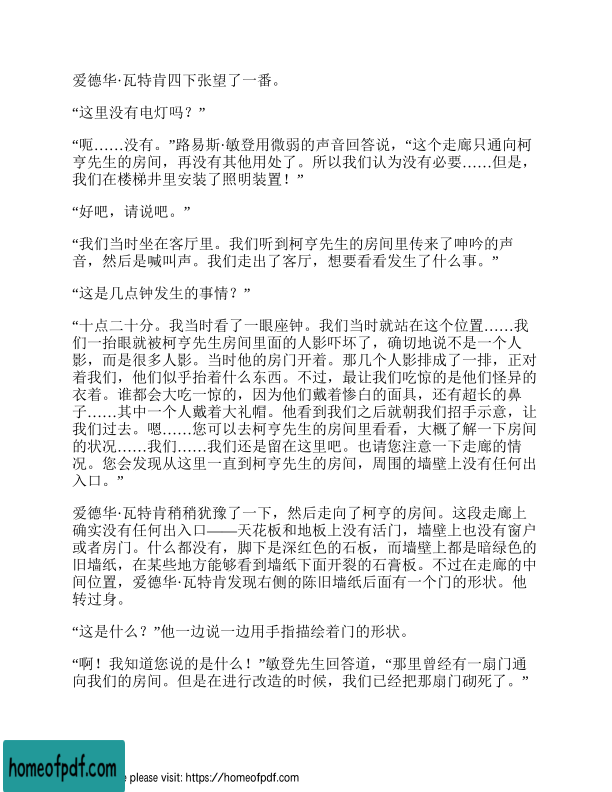 爱德华·瓦特肯四下张望了一番。
“这里没有电灯吗？”
“呃……没有。”路易斯·敏登用微弱的声音回答说，“这个走廊只通向柯
亨先生的房间，再没有其他用处了。所以我们认为没有必要……但是，
我们在楼梯井里安装了照明装置！”
“好吧，请说吧。”
“我们当时坐在客厅里。我们听到柯亨先生的房间里传来了呻吟的声
音，然后是喊叫声。我们走出了客厅，想要看看发生了什么事。”
“这是几点钟发生的事情？”
“十点二十分。我当时看了一眼座钟。我们当时就站在这个位置……我
们一抬眼就被柯亨先生房间里面的人影吓坏了，确切地说不是一个人
影，而是很多人影。当时他的房门开着。那几个人影排成了一排，正对
着我们，他们似乎抬着什么东西。不过，最让我们吃惊的是他们怪异的
衣着。谁都会大吃一惊的，因为他们戴着惨白的面具，还有超长的鼻
子……其中一个人戴着大礼帽。他看到我们之后就朝我们招手示意，让
我们过去。嗯……您可以去柯亨先生的房间里看看，大概了解一下房间
的状况……我们……我们还是留在这里吧。也请您注意一下走廊的情
况。您会发现从这里一直到柯亨先生的房间，周围的墙壁上没有任何出
入口。”
爱德华·瓦特肯稍稍犹豫了一下，然后走向了柯亨的房间。这段走廊上
确实没有任何出入口——天花板和地板上没有活门，墙壁上也没有窗户
或者房门。什么都没有，脚下是深红色的石板，而墙壁上都是暗绿色的
旧墙纸，在某些地方能够看到墙纸下面开裂的石膏板。不过在走廊的中
间位置，爱德华·瓦特肯发现右侧的陈旧墙纸后面有一个门的形状。他
转过身。
“这是什么？”他一边说一边用手指描绘着门的形状。
“啊！我知道您说的是什么！”敏登先生回答道，“那里曾经有一扇门通
向我们的房间。但是在进行改造的时候，我们已经把那扇门砌死了。”
homeofpdf.com
please visit: https://homeofpdf.com